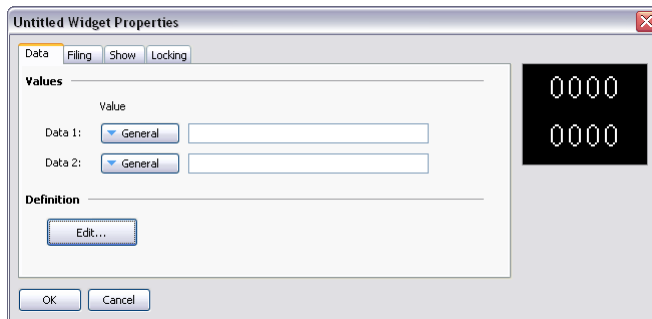 Untitled Widget Properties
Data Filing Show Locking
Values
Value
Data 1: General
Data 2: General
Definition
Edit...
OK Cancel
0000
0000